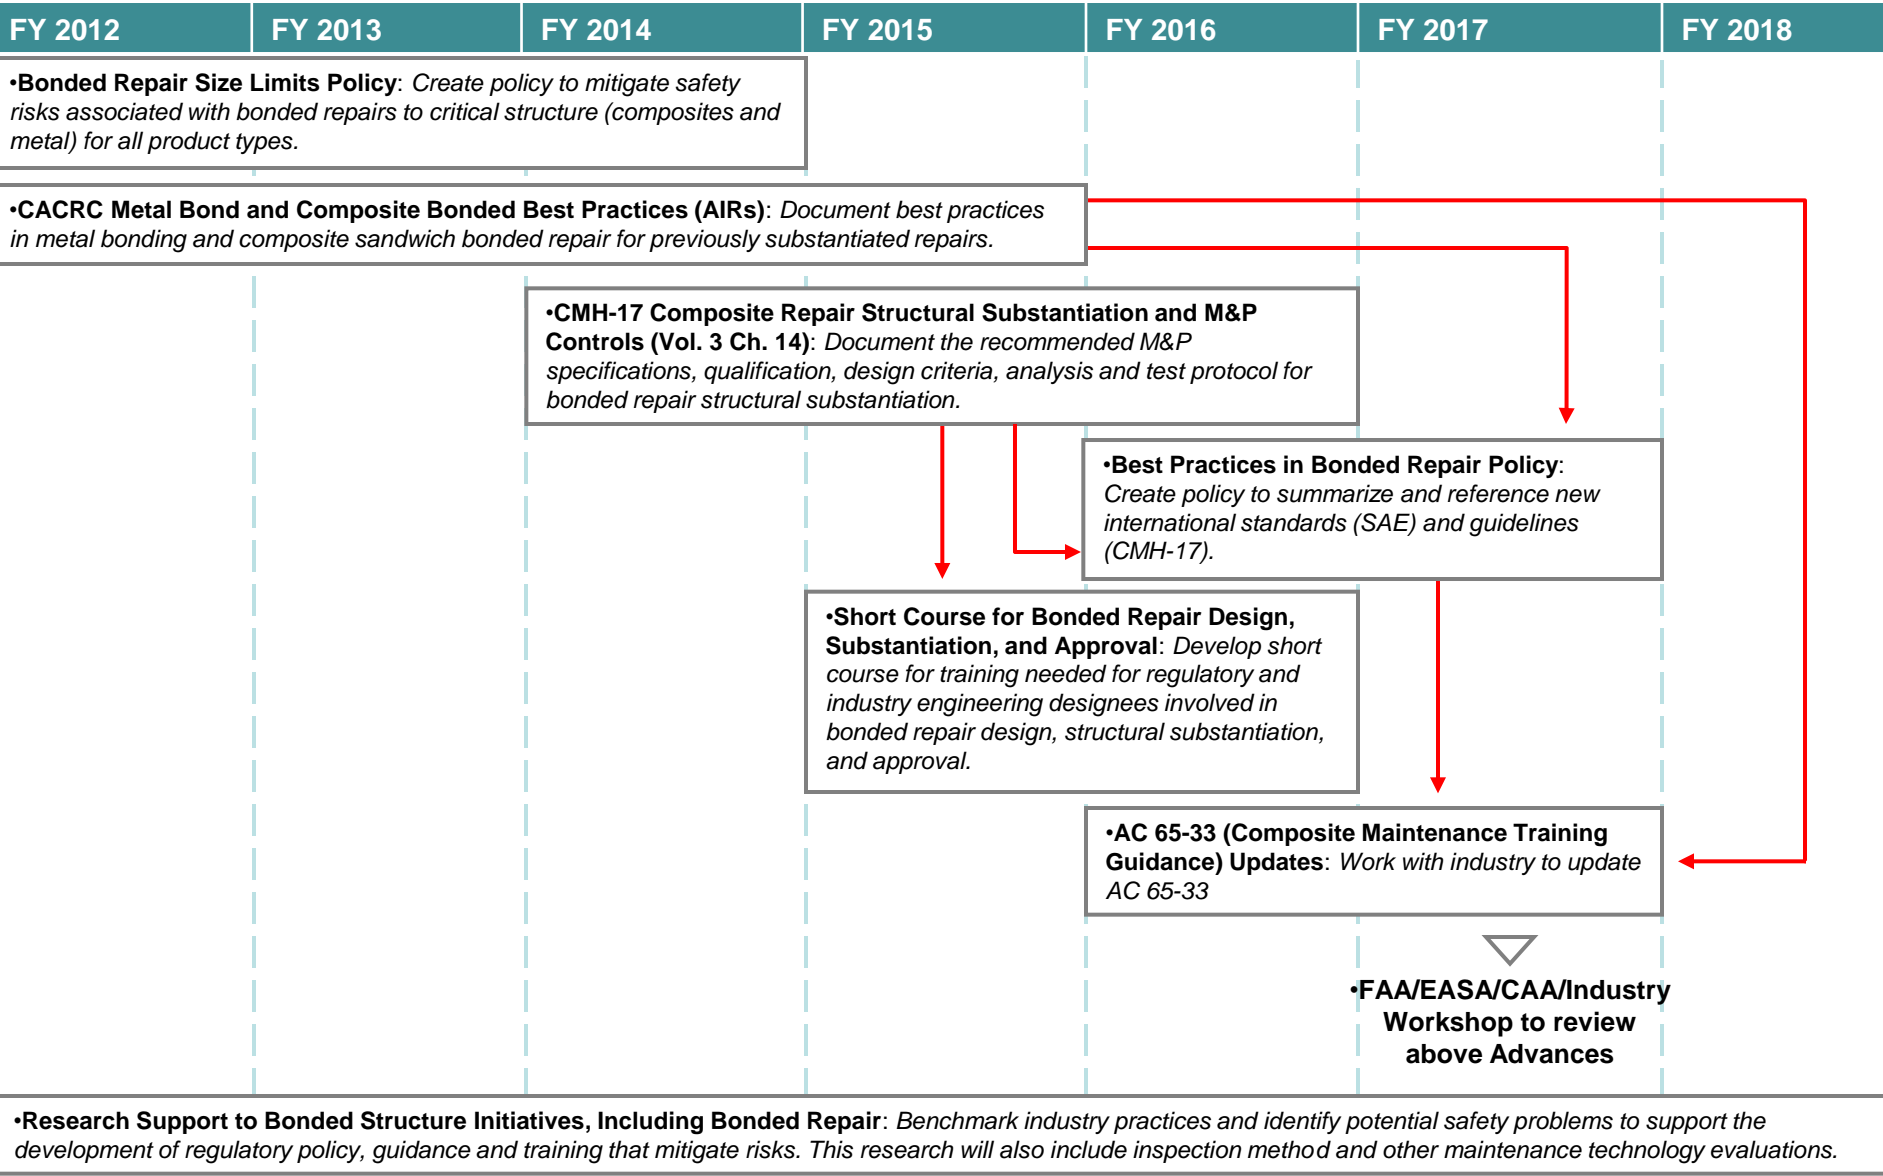 FY 2012
FY 2013
FY 2014
FY 2015
FY 2016
FY 2017
FY 2018
•Bonded Repair Size Limits Policy: Create policy to mitigate safety
risks associated with bonded repairs to critical structure (composites and
metal) for all product types.
•CACRC Metal Bond and Composite Bonded Best Practices (AIRs): Document best practices
in metal bonding and composite sandwich bonded repair for previously substantiated repairs.
•CMH-17 Composite Repair Structural Substantiation and M&P
Controls (Vol. 3 Ch. 14): Document the recommended M&P
specifications, qualification, design criteria, analysis and test protocol for
bonded repair structural substantiation.
•Best Practices in Bonded Repair Policy:
Create policy to summarize and reference new
international standards (SAE) and guidelines
(CMH-17).
•Short Course for Bonded Repair Design,
Substantiation, and Approval: Develop short
course for training needed for regulatory and
industry engineering designees involved in
bonded repair design, structural substantiation,
and approval.
•AC 65-33 (Composite Maintenance Training
Guidance) Updates: Work with industry to update
AC 65-33
•FAA/EASA/CAA/Industry
Workshop to review
above Advances
•Research Support to Bonded Structure Initiatives, Including Bonded Repair: Benchmark industry practices and identify potential safety problems to support the
development of regulatory policy, guidance and training that mitigate risks. This research will also include inspection method and other maintenance technology evaluations.